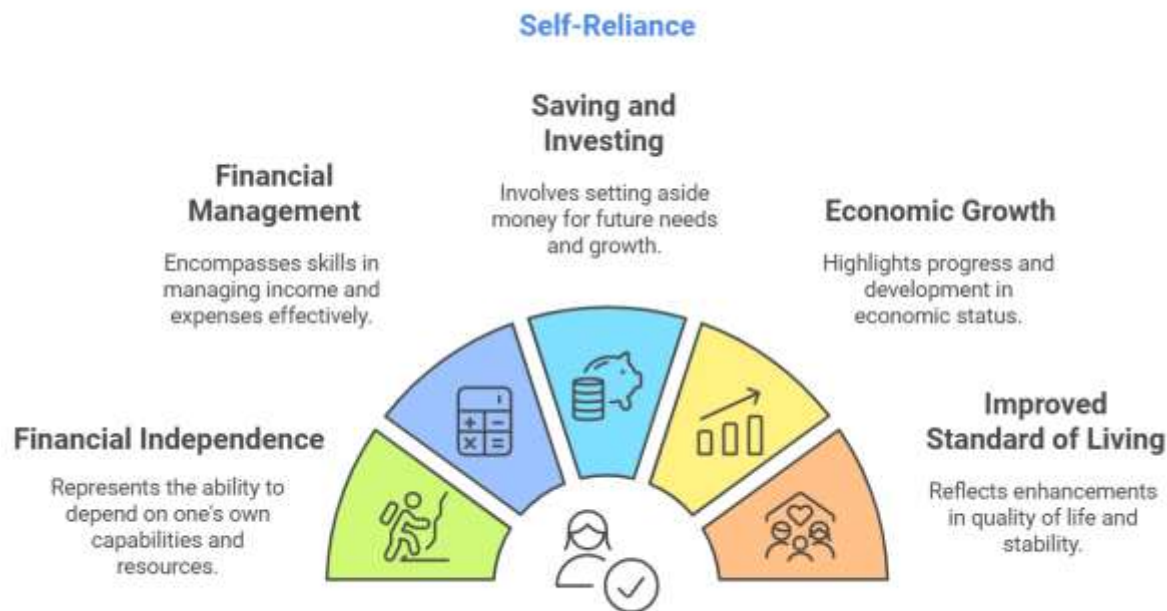 Self-Reliance
Saving and
Investing
Involves setting aside
money for future needs
and growth.
Financial
Management
Encompasses skills in
managing income and
expenses effectively.
Economic Growth
Highlights progress and
development in
economic status.
Financial Independence
Represents the ability to
depend on one's own
capabilities and
resources.
Improved
Standard of Living
Reflects enhancements
in quality of life and
stability.